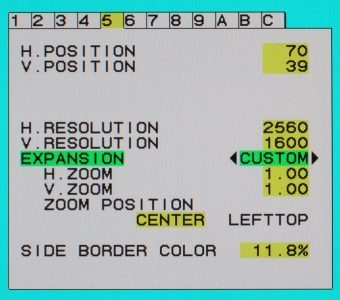 1 2 3 4 5 6 7 8 9 A B C
H.POSITION 70
V.POSITION 39
H.RESOLUTION 2560
V.RESOLUTION 1600
EXPANSION CUSTOM
H.ZOOM 1.00
V.ZOOM 1.00
ZOOM POSITION
CENTER LEFTTOP
SIDE BORDER COLOR 11.8%